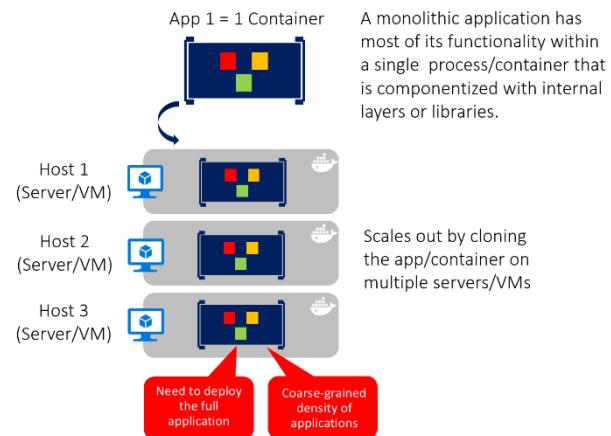 App 1 = 1 Container
A monolithic application has
most of its functionality within
a single process/container that
is componentized with internal
layers or libraries.
Host 1
(Server/VM)
Host 2
(Server/VM)
Scales out by cloning
the app/container on
multiple servers/VMs
Host 3
(Server/VM)
Need to deploy
the full
application
Coarse-grained
density of
applications